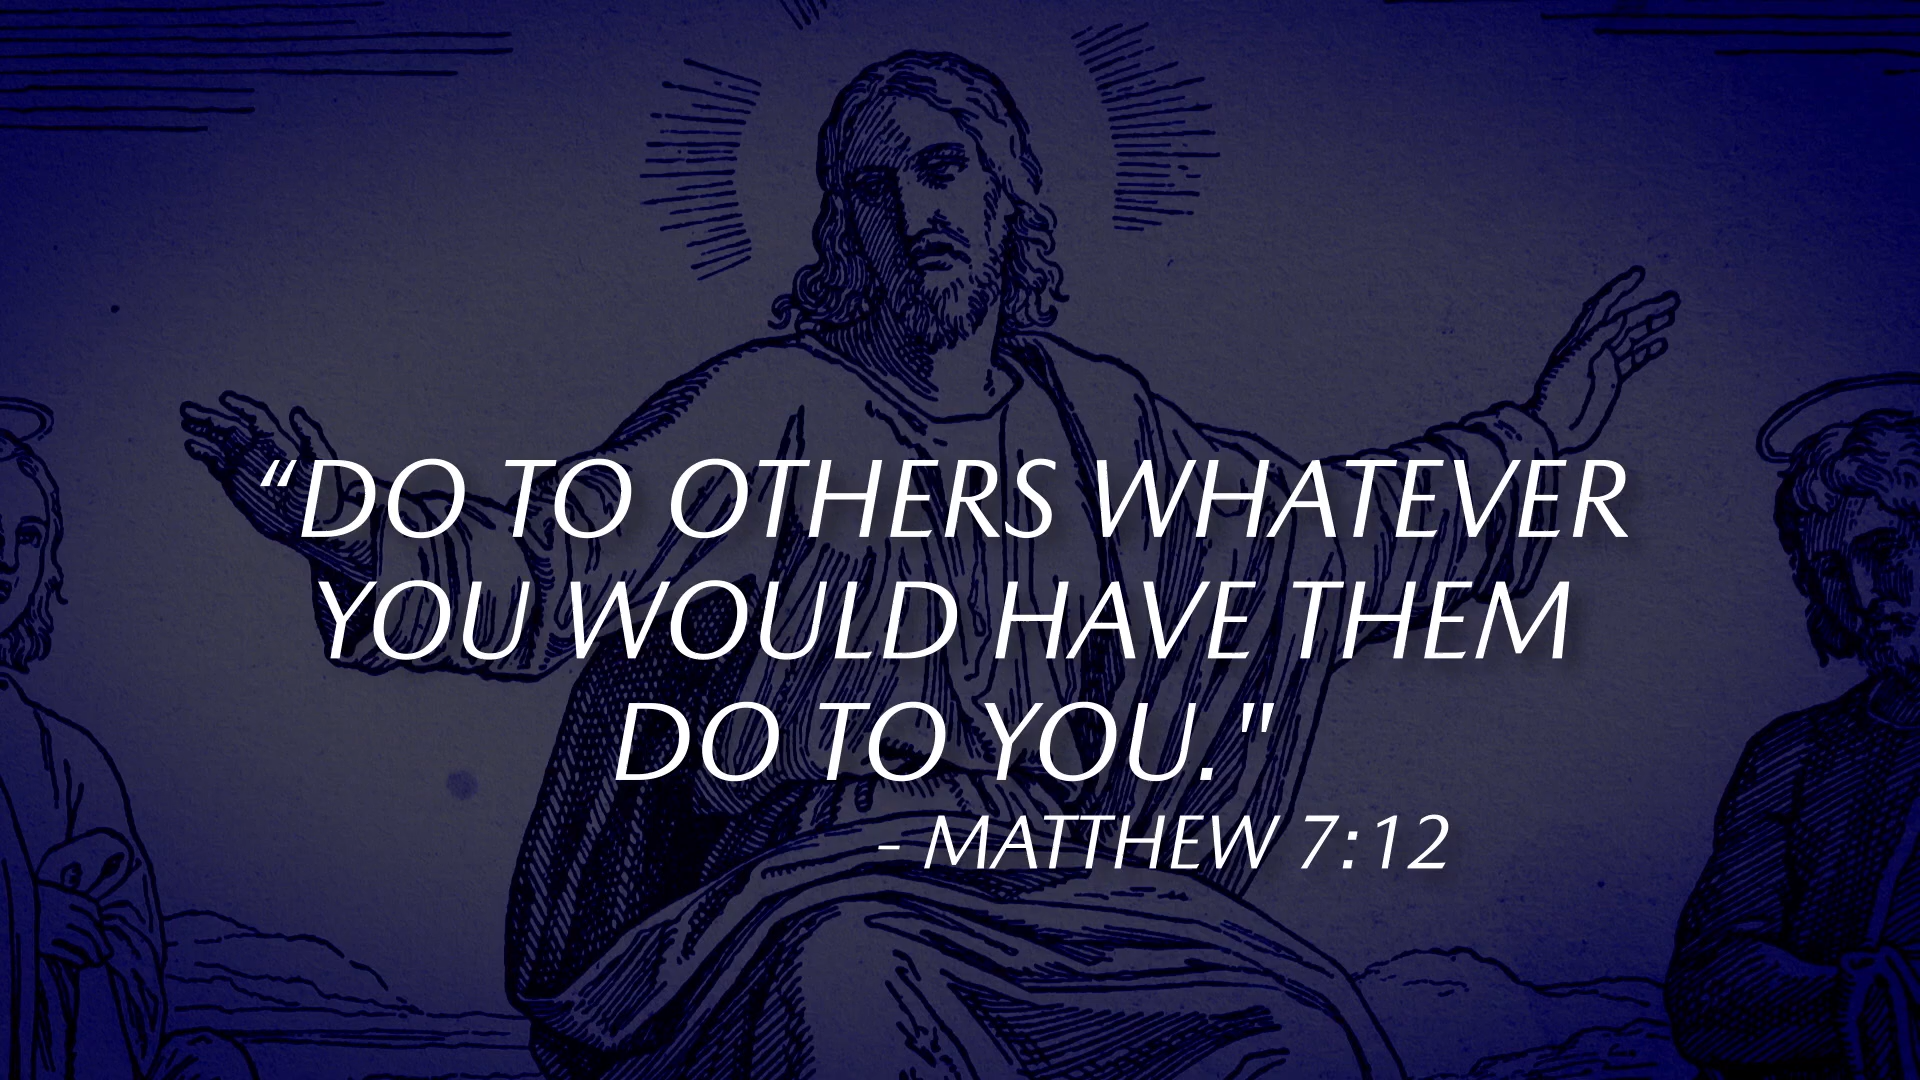 “DO TO OTHERS WHATEVER
YOU WOULD HAVE THEM
DO TO YOU."
- MATTHEW 7:12